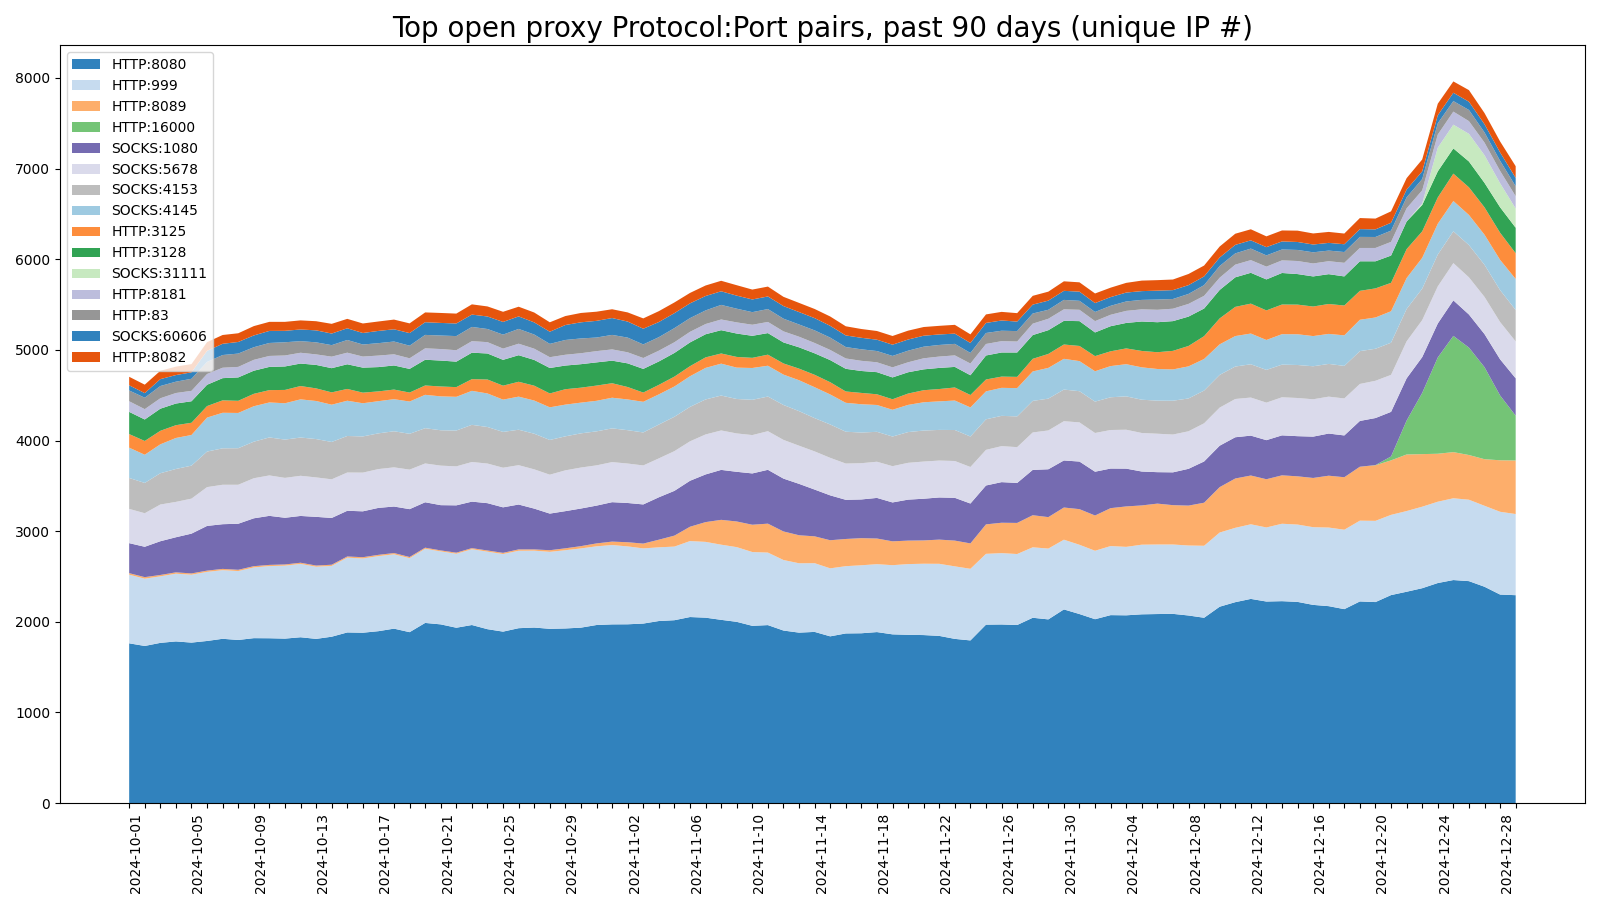 Top open proxy Protocol:Port pairs, past 90 days (unique IP #)
HTTP:8080
HTTP:999
HTTP:8089
HTTP:16000
SOCKS:1080
SOCKS:5678
SOCKS:4153
SOCKS:4145
HTTP:3125
HTTP:3128
SOCKS:31111
HTTP:8181
HTTP:83
SOCKS:60606
HTTP:8082
8000
7000
6000
5000
4000
3000
2000
1000
0
2024-10-01
2024-10-05
2024-10-09
2024-10-13
2024-10-17
2024-10-21
2024-10-25
2024-10-29
2024-11-02
2024-11-06
2024-11-10
2024-11-14
2024-11-18
2024-11-22
2024-11-26
2024-11-30
2024-12-04
2024-12-08
2024-12-12
2024-12-16
2024-12-20
2024-12-24
2024-12-28